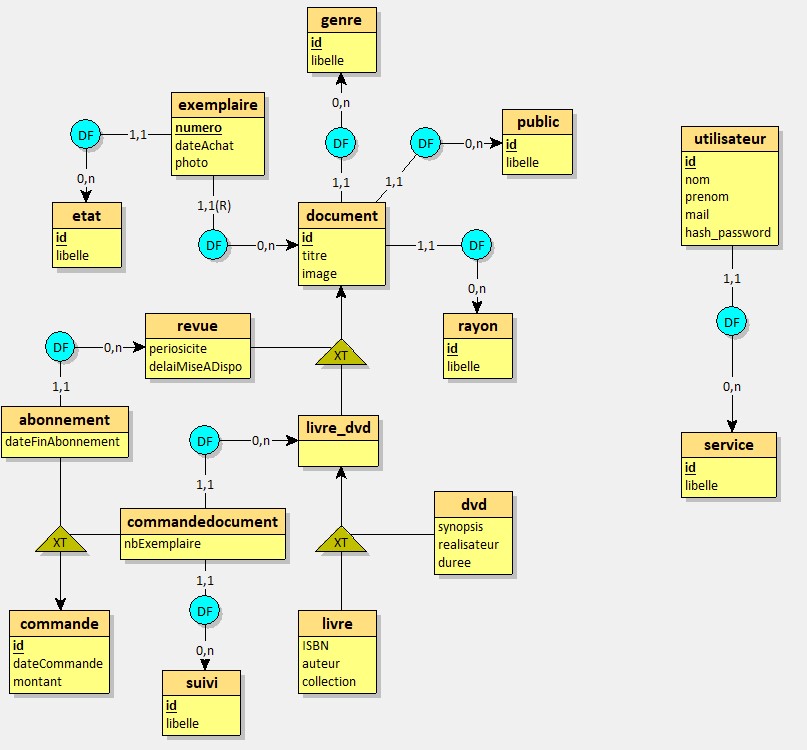 genre
id
libelle
0,n
DF
1,1
exemplaire
numero
dateAchat
photo
DF
1,1
0,n
etat
id
libelle
1,1(R)
DF
0,n
DF
0,n
1,1
public
id
libelle
document
id
titre
image
1,1
DF
0,n
rayon
id
libelle
utilisateur
id
nom
prenom
mail
hash_password
1,1
DF
0,n
service
id
libelle
revue
periosicite
delaiMiseADispo
DF
0,n
1,1
XT
abonnement
dateFinAbonnement
DF
0,n
1,1
livre_dvd
commandedocument
nbExemplaire
XT
XT
dvd
synopsis
realisateur
duree
1,1
DF
0,n
commande
id
dateCommande
montant
livre
ISBN
auteur
collection
suivi
id
libelle